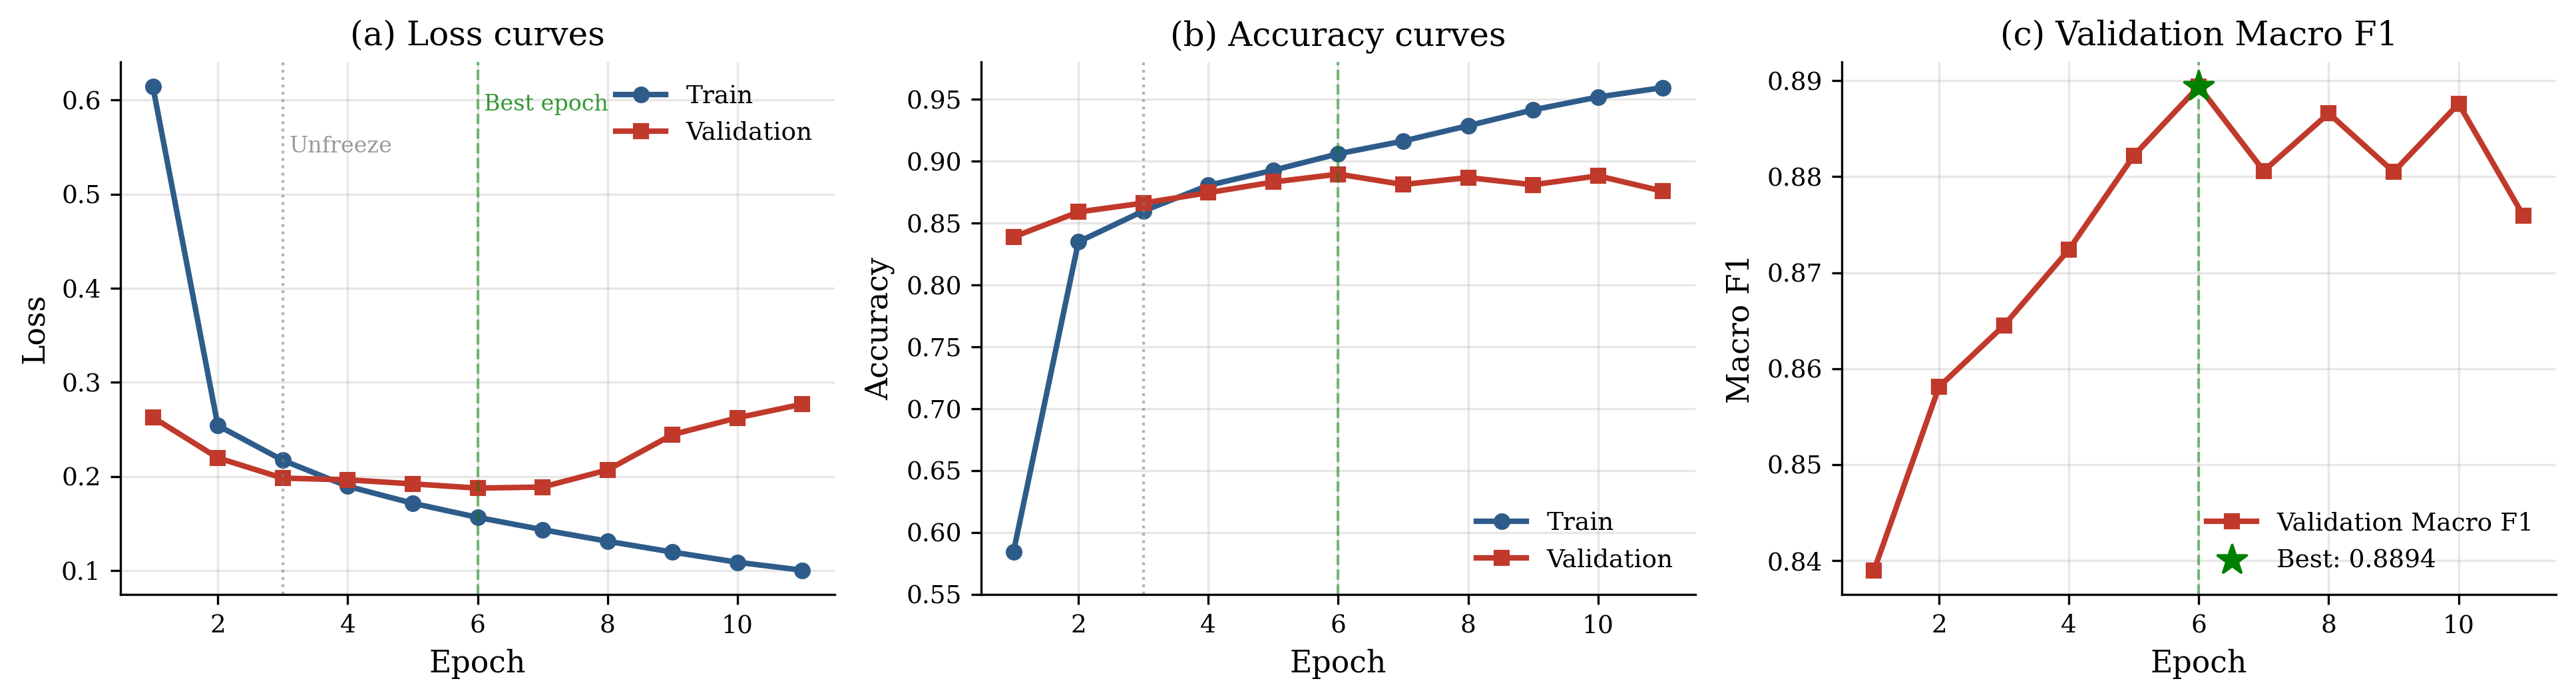 (a) Loss curves
Loss
0.6
0.5
0.4
0.3
0.2
0.1
Unfreeze
Best epoch
Train
Validation
2
4
6
8
10
Epoch
(b) Accuracy curves
Accuracy
0.95
0.90
0.85
0.80
0.75
0.70
0.65
0.60
0.55
Train
Validation
2
4
6
8
10
Epoch
(c) Validation Macro F1
Macro F1
0.89
0.88
0.87
0.86
0.85
0.84
Validation Macro F1
Best: 0.8894
2
4
6
8
10
Epoch